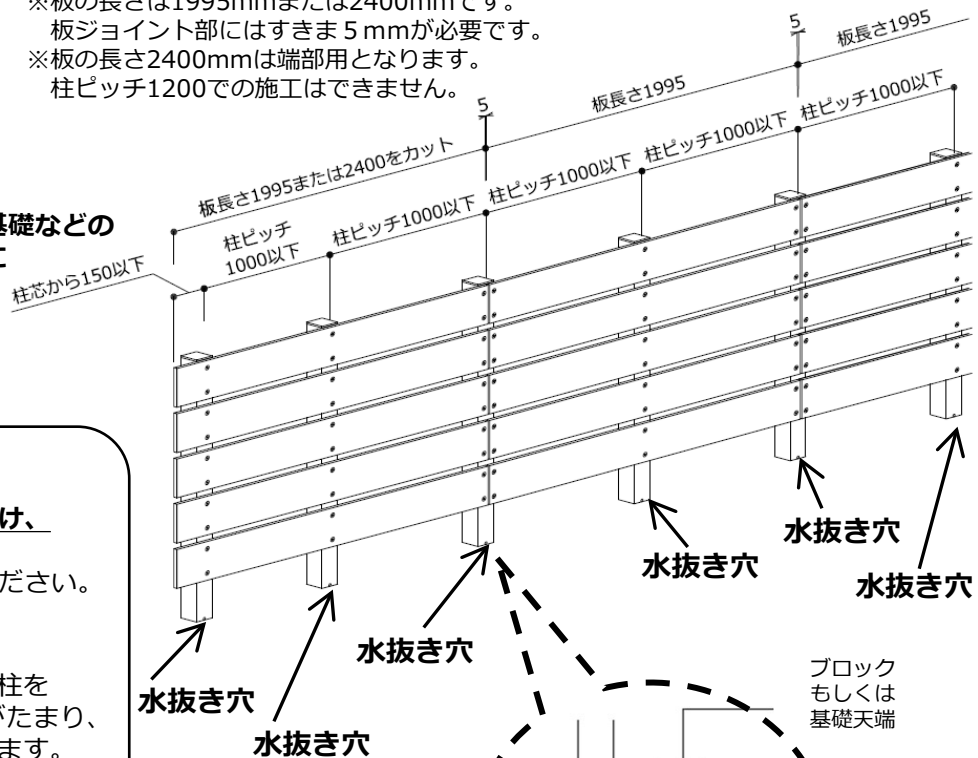 ※板の長さは1995mmまたは2400mmです。
板ジョイント部にはすきま５mmが必要です。
※板の長さ2400mmは端部用となります。
柱ピッチ1200での施工はできません。
5
板長さ1995
5
板長さ1995
板長さ1995または2400をカット
柱ピッチ
1000以下
柱ピッチ1000以下
柱ピッチ1000以下
柱ピッチ1000以下
柱ピッチ1000以下
基礎などの
柱芯から150以下
け、
ださい。
柱を
がたまり、
ます。
水抜き穴
水抜き穴
水抜き穴
水抜き穴
水抜き穴
水抜き穴
ブロック
もしくは
基礎天端